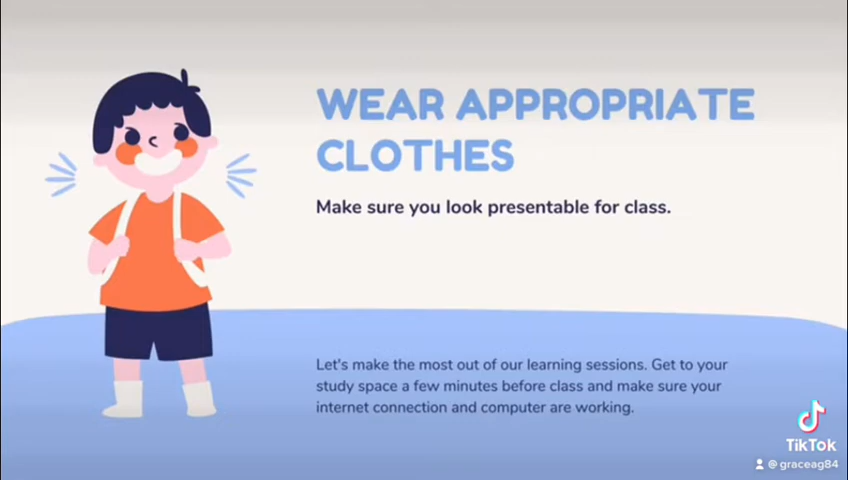 WEAR APPROPRIATE
CLOTHES
Make sure you look presentable for class.
Let's make the most out of our learning sessions. Get to your
study space a few minutes before class and make sure your
internet connection and computer are working.
TikTok
@graceag84